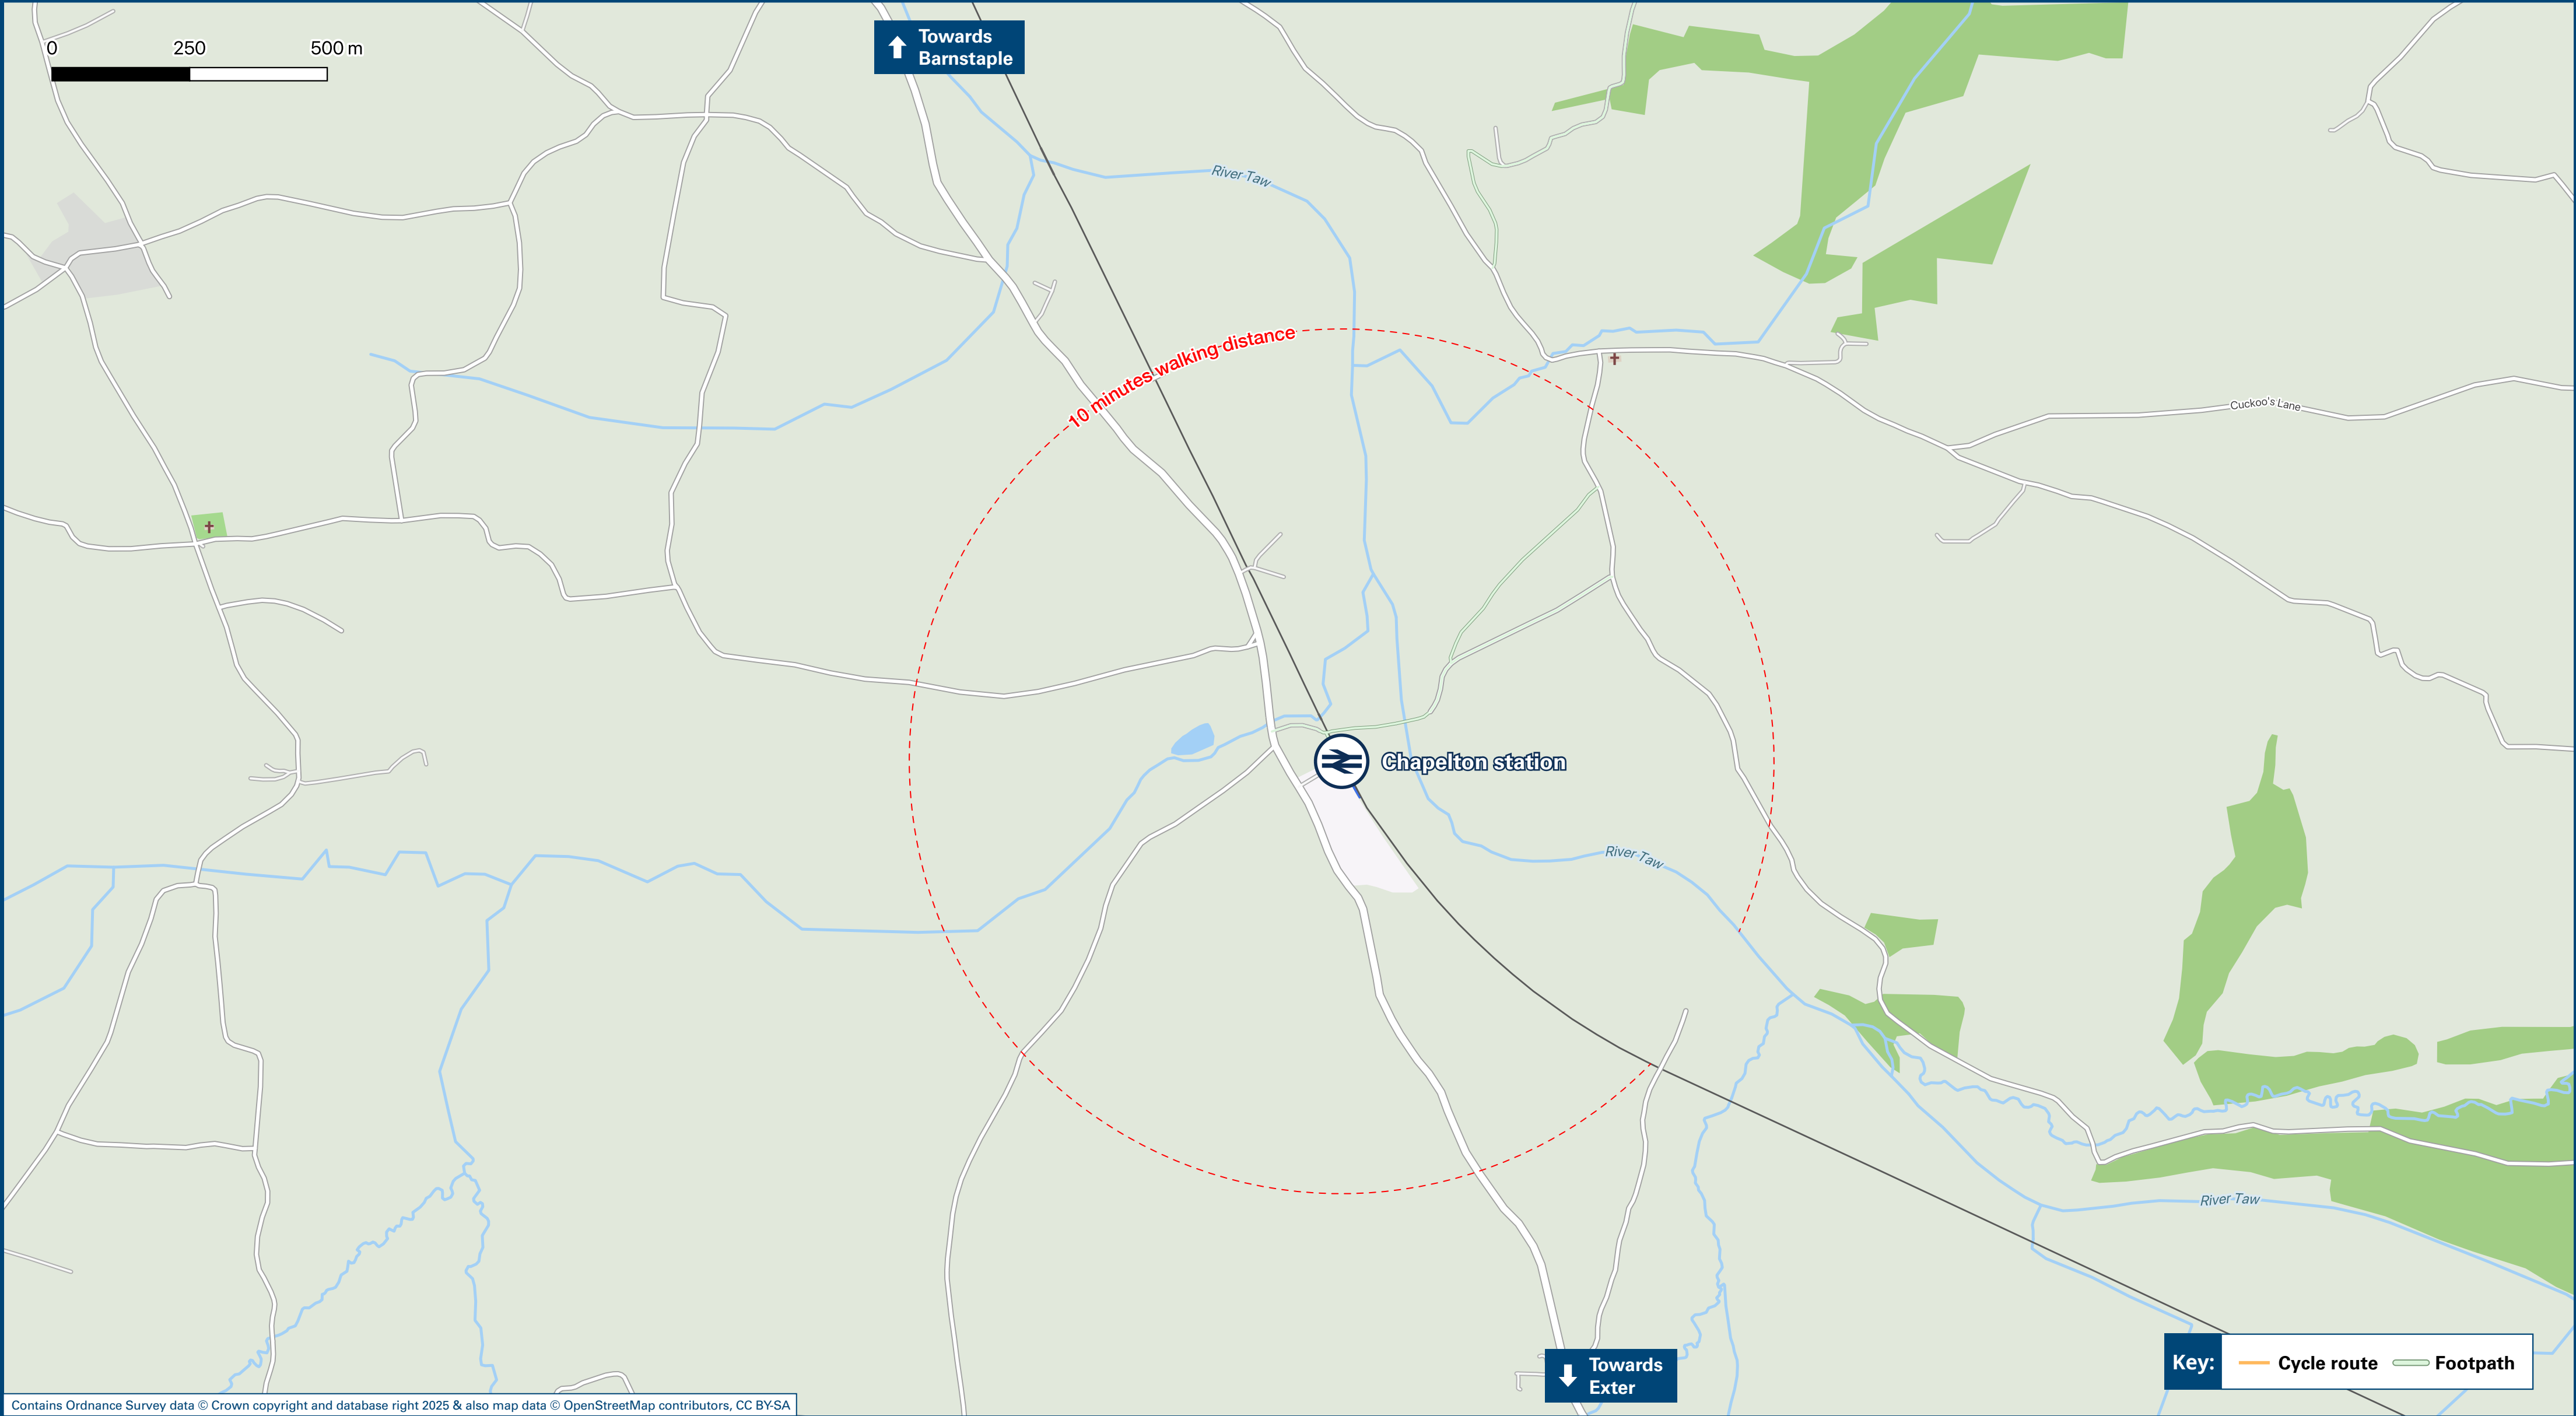 0 250 500 m
Towards
Barnstaple
River Taw
10 minutes walking distance
Cuckoo's Lane
Chapelton station
River Taw
River Taw
Towards
Exter
Key: Cycle route Footpath
Contains Ordnance Survey data © Crown copyright and database right 2025 & also map data © OpenStreetMap contributors, CC BY-SA